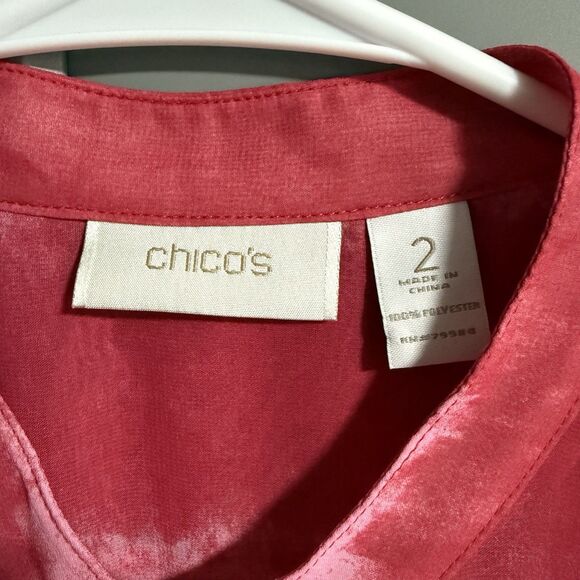 chico's
2
MADE IN
CHINA
100% POLYESTER